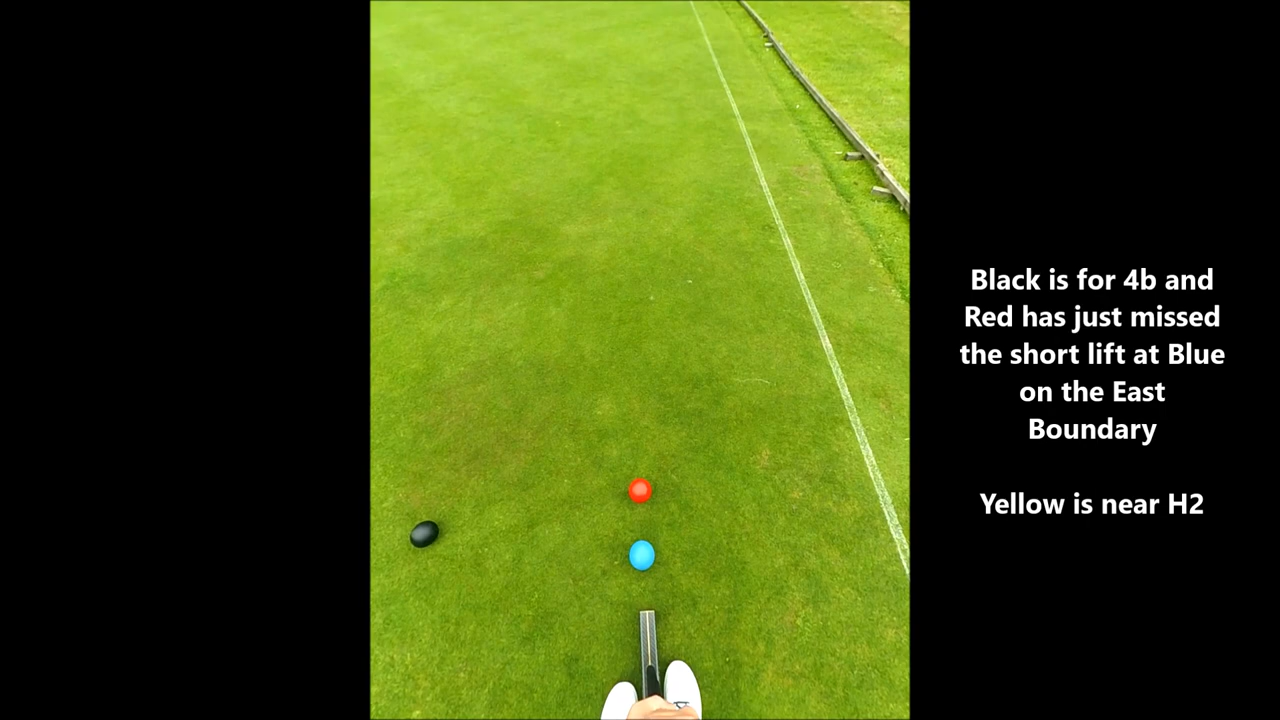 Black is for 4b and
Red has just missed
the short lift at Blue
on the East
Boundary
Yellow is near H2